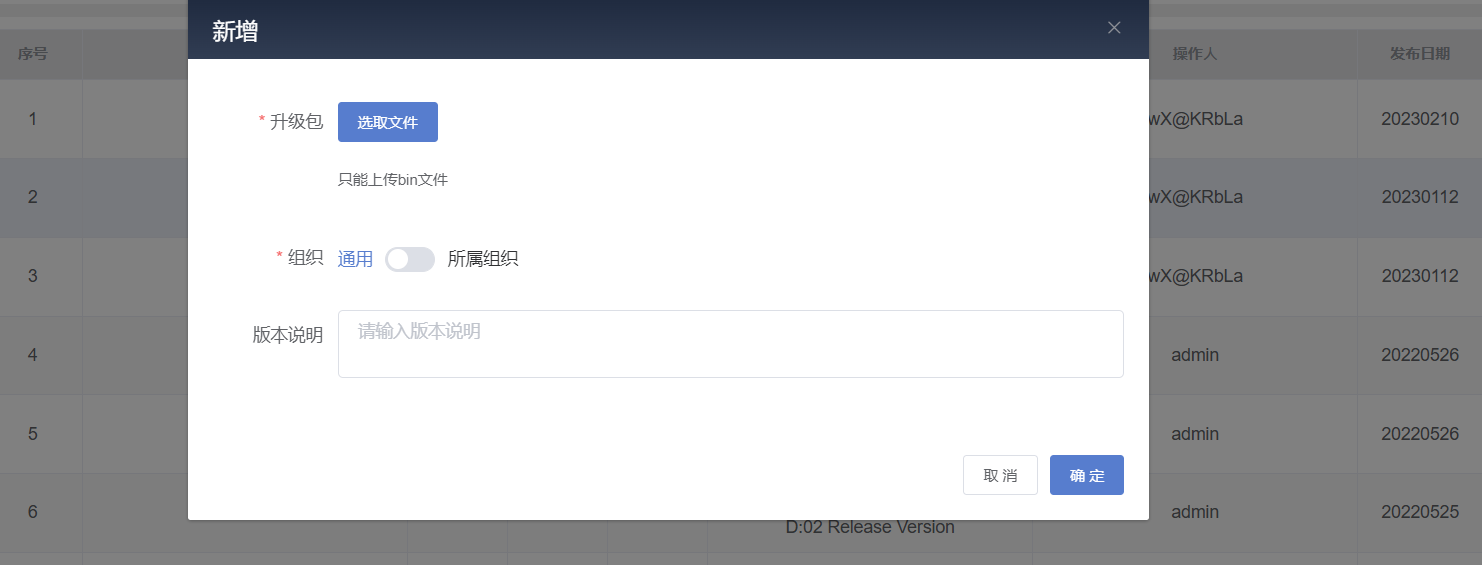 新增
序号
操作人
发布日期
1
wX@KRbLa
20230210
* 升级包
选取文件
只能上传bin文件
2
wX@KRbLa
20230112
* 组织
通用
所属组织
3
wX@KRbLa
20230112
版本说明
请输入版本说明
4
admin
20220526
5
admin
20220526
取 消
确 定
6
D:02 Release Version
admin
20220525